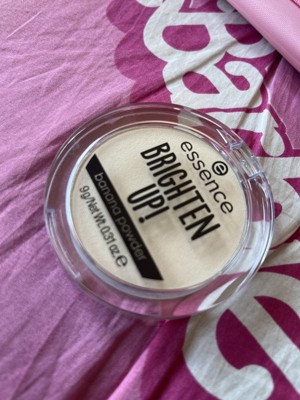 essence
BRIGHTEN
UP!
banana powder
9g/Net Wt. 0.31 oz.℮